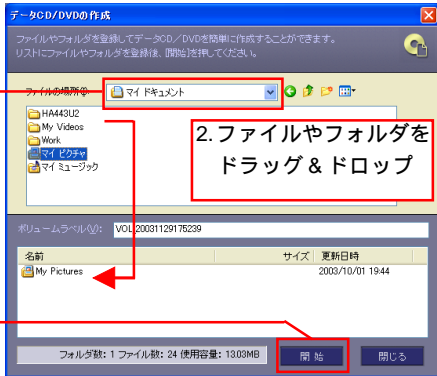 データCD/DVDの作成
ファイルやフォルダを登録してデータCD/DVDを簡単に作成することができます。
リストにファイルやフォルダを登録後、[開始]を押してください。
ファイルの場所(I):
マイ ドキュメント
HA443U2
My Videos
Work
マイ ピクチャ
マイ ミュージック
2.ファイルやフォルダを
ドラッグ&ドロップ
ボリュームラベル(V): VOL_20031129175239
名前 サイズ 更新日時
My Pictures 2003/10/01 19:44
フォルダ数: 1 ファイル数: 24 使用容量: 13.03MB
開 始
閉じる